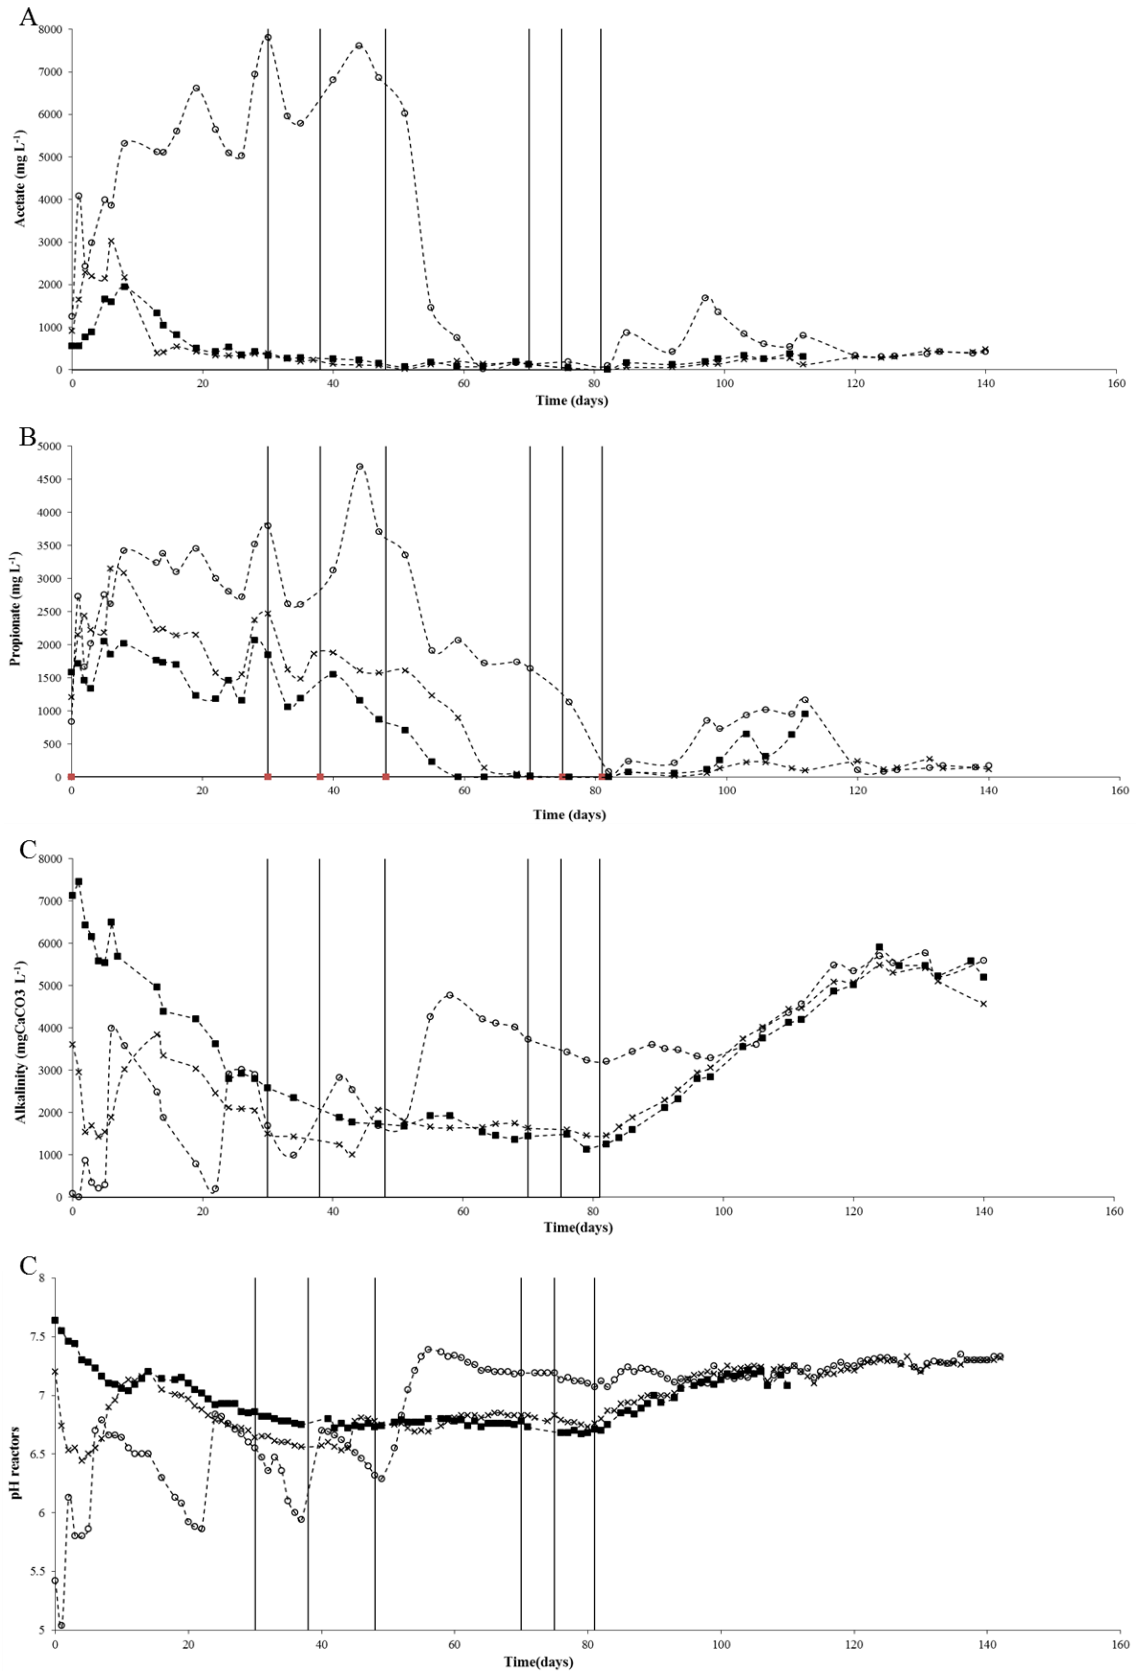 A
8000
7000
6000
5000
4000
3000
2000
1000
0
Acetate (mg L-1)
0 20 40 60 80 100 120 140 160
Time (days)
B
5000
4500
4000
3500
3000
2500
2000
1500
1000
500
0
Propionate (mg L-1)
0 20 40 60 80 100 120 140 160
Time (days)
C
8000
7000
6000
5000
4000
3000
2000
1000
0
Alkalinity (mgCaCO3 L-1)
0 20 40 60 80 100 120 140 160
Time(days)
C
8
7.5
7
6.5
6
5.5
5
pH reactors
0 20 40 60 80 100 120 140 160
Time(days)